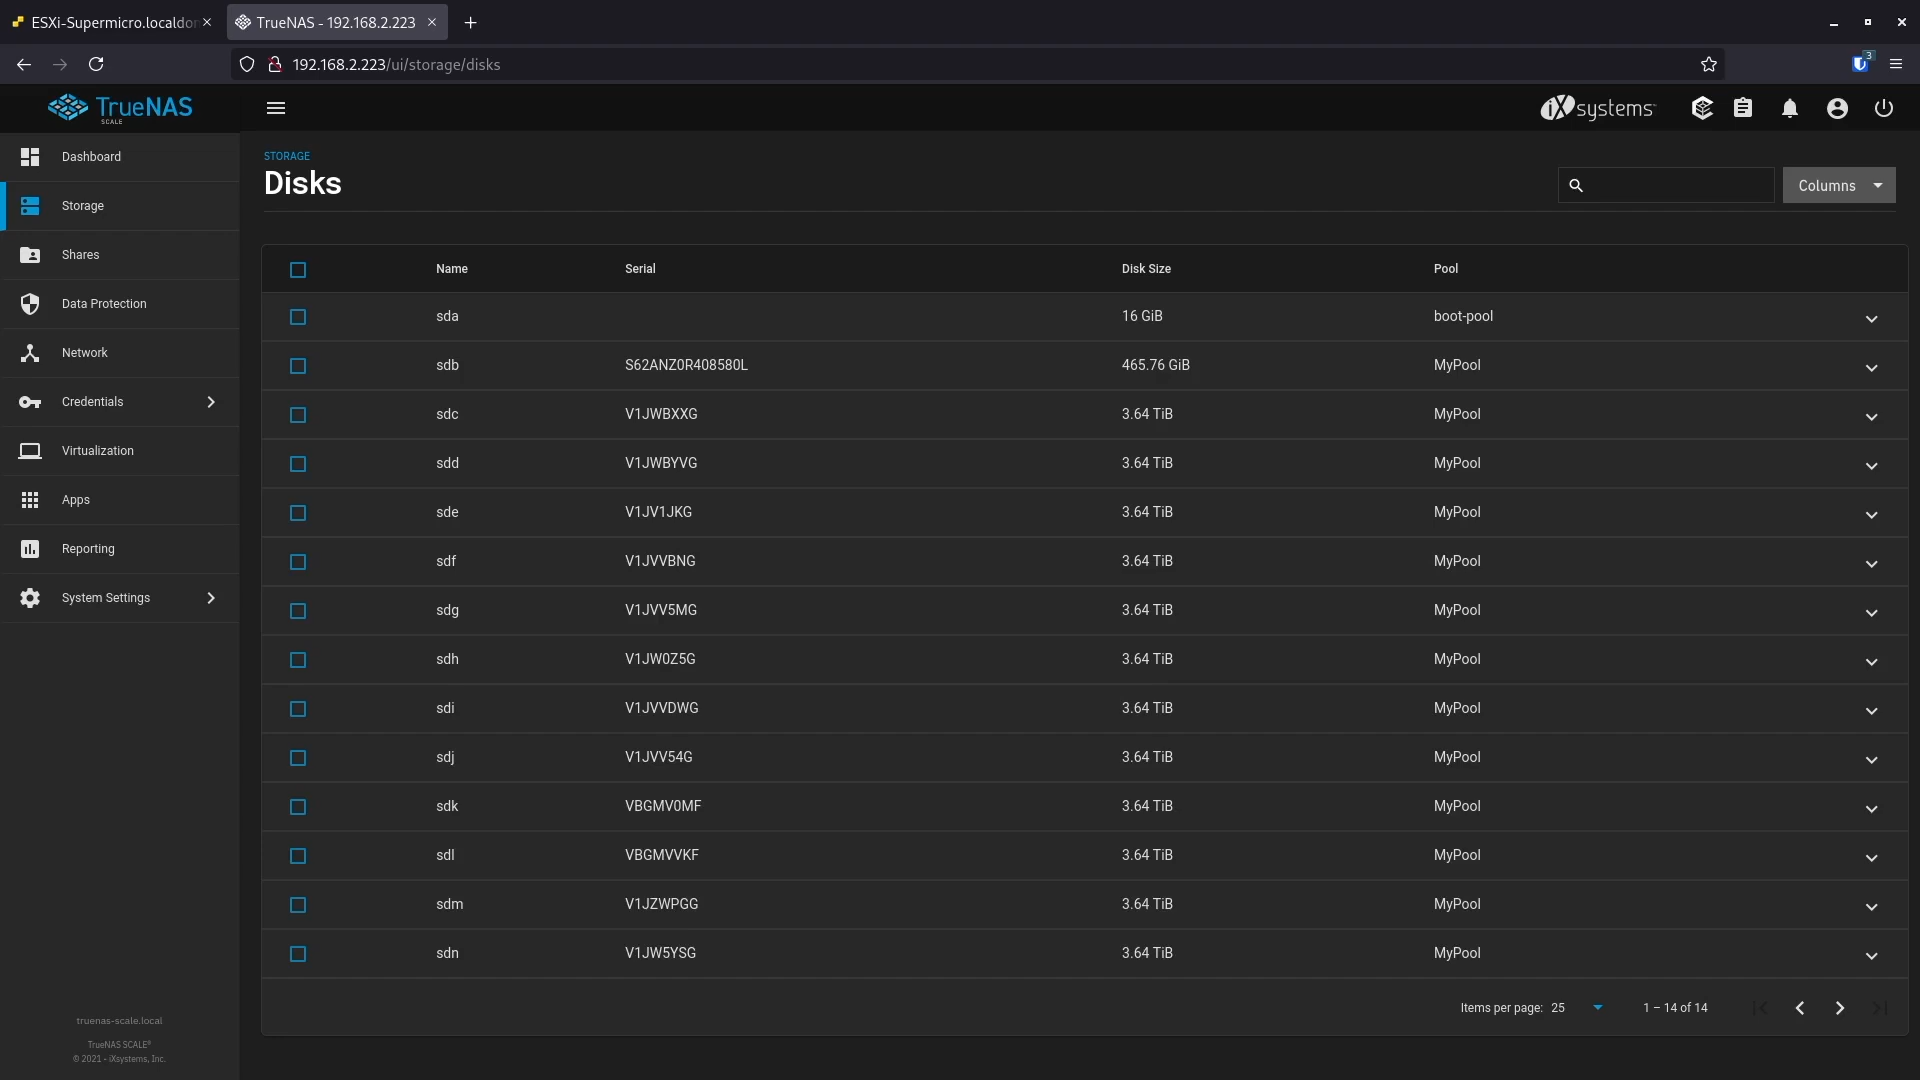 ESXi-Supermicro.localdo
TrueNAS - 192.168.2.223
192.168.2.223/ui/storage/disks
3
TrueNAS
SCALE
iXsystems
Dashboard
Storage
Shares
Data Protection
Network
Credentials
Virtualization
Apps
Reporting
System Settings
truenas-scale.local
TrueNAS SCALE®
© 2021 - iXsystems, Inc.
STORAGE
Disks
Columns
Name Serial Disk Size Pool
sda 16 GiB boot-pool
sdb S62ANZ0R408580L 465.76 GiB MyPool
sdc V1JWBXXG 3.64 TiB MyPool
sdd V1JWBYVG 3.64 TiB MyPool
sde V1JV1JKG 3.64 TiB MyPool
sdf V1JVVBNG 3.64 TiB MyPool
sdg V1JVV5MG 3.64 TiB MyPool
sdh V1JW0Z5G 3.64 TiB MyPool
sdi V1JVVDWG 3.64 TiB MyPool
sdj V1JVV54G 3.64 TiB MyPool
sdk VBGMV0MF 3.64 TiB MyPool
sdl VBGMVVKF 3.64 TiB MyPool
sdm V1JZWPGG 3.64 TiB MyPool
sdn V1JW5YSG 3.64 TiB MyPool
Items per page: 25 1 – 14 of 14